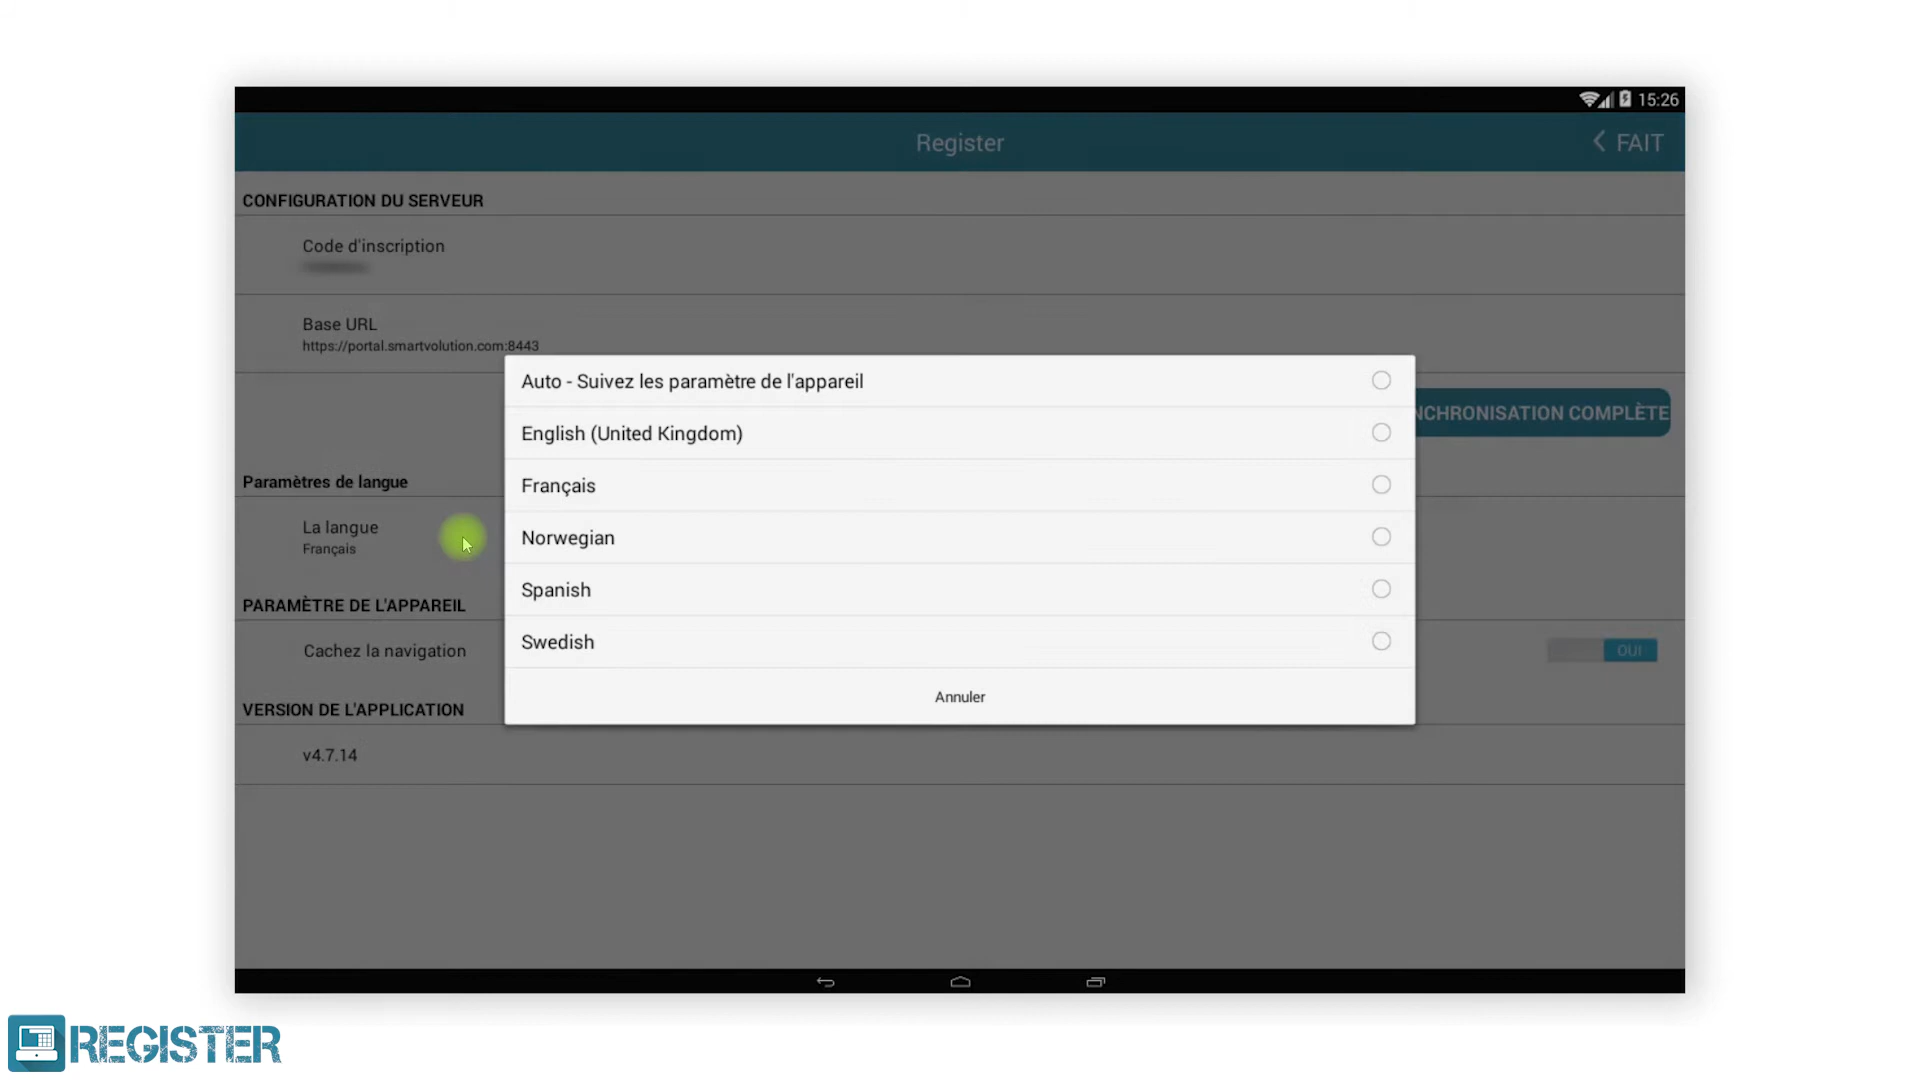 15:26
Register
FAIT
CONFIGURATION DU SERVEUR
Code d'inscription
Base URL
https://portal.smartvolution.com:8443
NCHRONISATION COMPLÈTE
Auto - Suivez les paramètre de l'appareil
English (United Kingdom)
Français
Norwegian
Spanish
Swedish
Annuler
Paramètres de langue
La langue
Français
PARAMÈTRE DE L'APPAREIL
Cachez la navigation
OUI
VERSION DE L'APPLICATION
v4.7.14
REGISTER